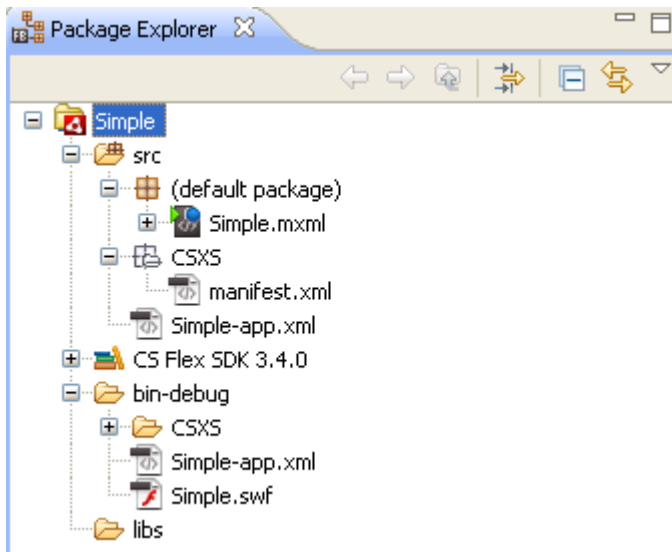 Package Explorer
Simple
src
(default package)
Simple.mxml
CSXS
manifest.xml
Simple-app.xml
CS Flex SDK 3.4.0
bin-debug
CSXS
Simple-app.xml
Simple.swf
libs